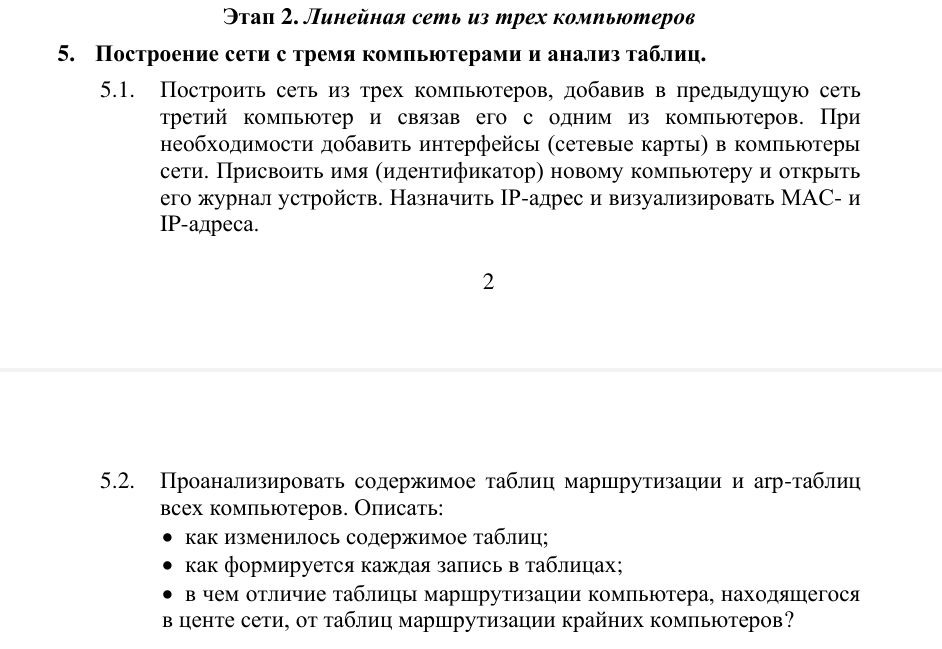 Этап 2. Линейная сеть из трех компьютеров
5. Построение сети с тремя компьютерами и анализ таблиц.
5.1. Построить сеть из трех компьютеров, добавив в предыдущую сеть
третий компьютер и связав его с одним из компьютеров. При
необходимости добавить интерфейсы (сетевые карты) в компьютеры
сети. Присвоить имя (идентификатор) новому компьютеру и открыть
его журнал устройств. Назначить IP-адрес и визуализировать MAC- и
IP-адреса.
2
5.2. Проанализировать содержимое таблиц маршрутизации и arp-таблиц
всех компьютеров. Описать:
• как изменилось содержимое таблиц;
• как формируется каждая запись в таблицах;
• в чем отличие таблицы маршрутизации компьютера, находящегося
в центе сети, от таблиц маршрутизации крайних компьютеров?